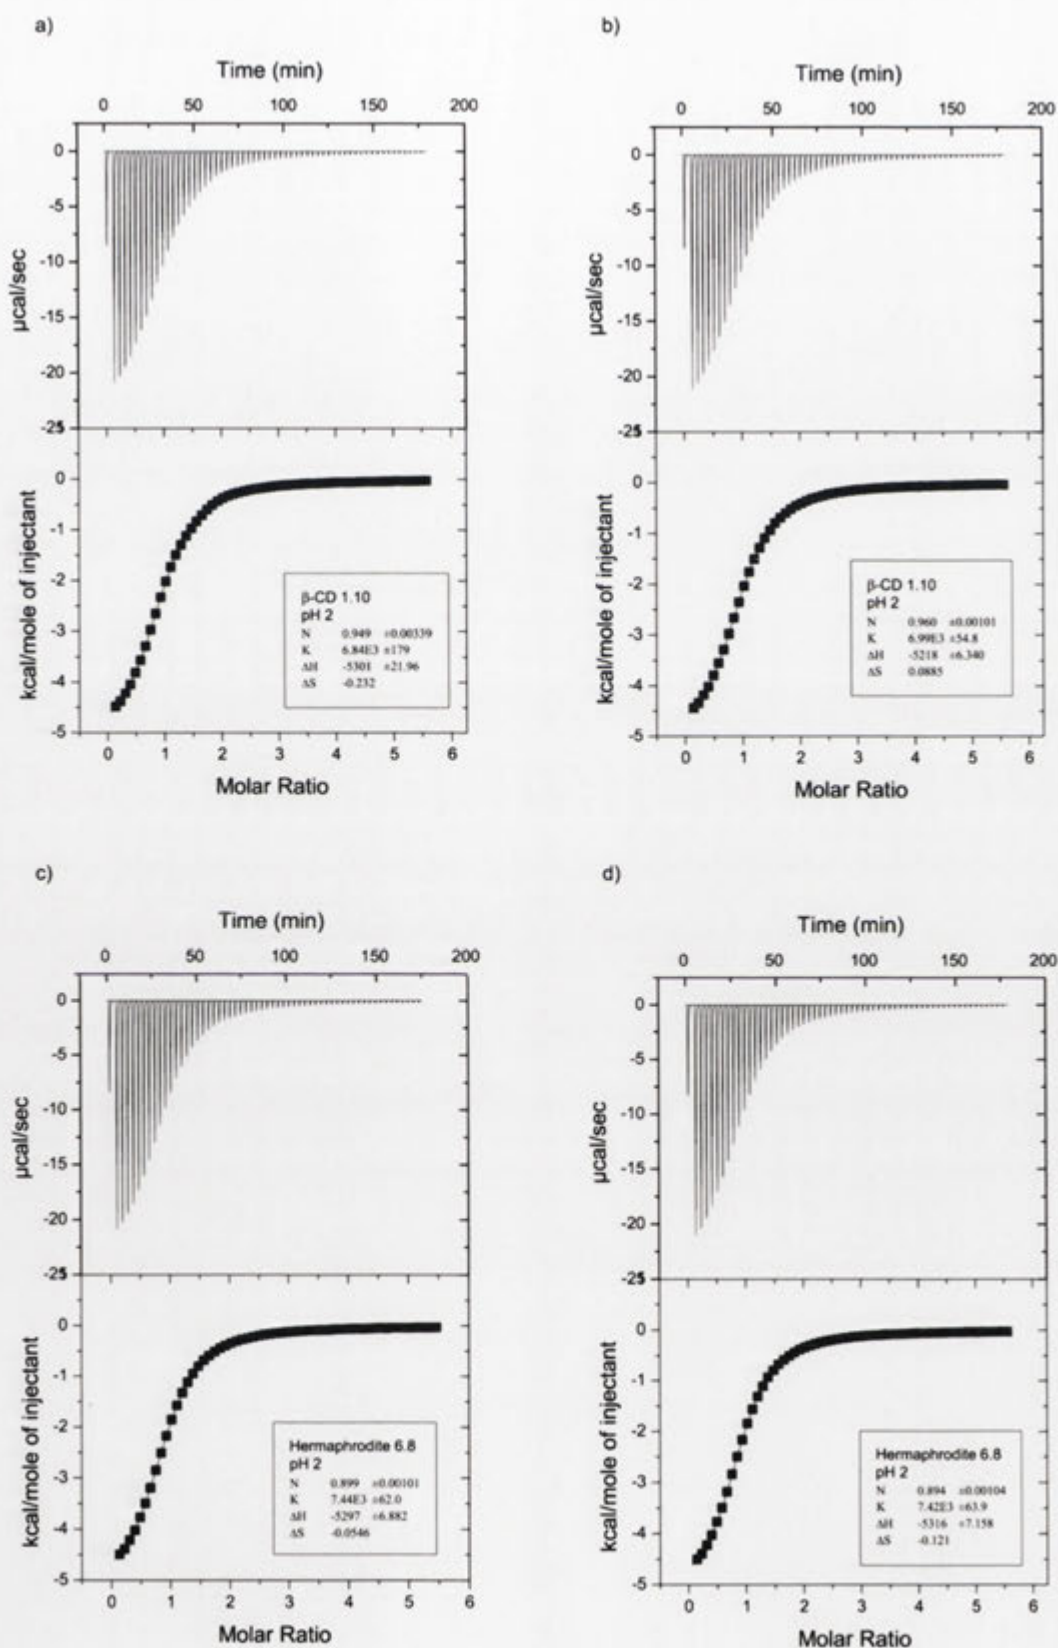 a)
Time (min)
0 50 100 150 200
0
-5
-10
-15
-20
-25
µcal/sec
0
-1
-2
-3
-4
-5
kcal/mole of injectant
β-CD 1.10
pH 2
N 0.949 ±0.00339
K 6.84E3 ±179
ΔH -5301 ±21.96
ΔS -0.232
0 1 2 3 4 5 6
Molar Ratio
b)
Time (min)
0 50 100 150 200
0
-5
-10
-15
-20
-25
µcal/sec
0
-1
-2
-3
-4
-5
kcal/mole of injectant
β-CD 1.10
pH 2
N 0.960 ±0.00101
K 6.99E3 ±54.8
ΔH -5218 ±6.340
ΔS 0.0885
0 1 2 3 4 5 6
Molar Ratio
c)
Time (min)
0 50 100 150 200
0
-5
-10
-15
-20
-25
µcal/sec
0
-1
-2
-3
-4
-5
kcal/mole of injectant
Hermaphrodite 6.8
pH 2
N 0.899 ±0.00101
K 7.44E3 ±62.0
ΔH -5297 ±6.882
ΔS -0.0546
0 1 2 3 4 5 6
Molar Ratio
d)
Time (min)
0 50 100 150 200
0
-5
-10
-15
-20
-25
µcal/sec
0
-1
-2
-3
-4
-5
kcal/mole of injectant
Hermaphrodite 6.8
pH 2
N 0.894 ±0.00104
K 7.42E3 ±63.9
ΔH -5316 ±7.158
ΔS -0.121
0 1 2 3 4 5 6
Molar Ratio